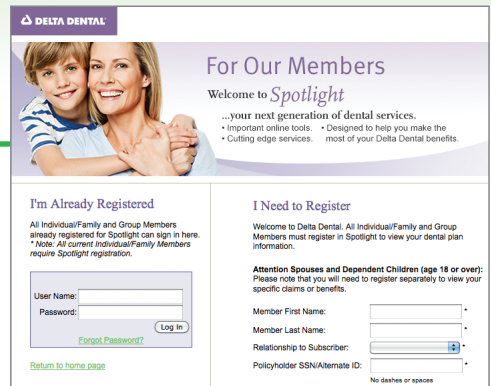 DELTA DENTAL
For Our Members
Welcome to Spotlight
...your next generation of dental services.
• Important online tools. • Designed to help you make the
• Cutting edge services. most of your Delta Dental benefits.
I'm Already Registered
All Individual/Family and Group Members
already registered for Spotlight can sign in here.
* Note: All current Individual/Family Members
require Spotlight registration.
User Name:
Password:
Log In
Forgot Password?
Return to home page
I Need to Register
Welcome to Delta Dental. All Individual/Family and Group
Members must register in Spotlight to view your dental plan
information.
Attention Spouses and Dependent Children (age 18 or over):
Please note that you will need to register separately to view your
specific claims or benefits.
Member First Name: *
Member Last Name: *
Relationship to Subscriber: *
Policyholder SSN/Alternate ID: *
No dashes or spaces